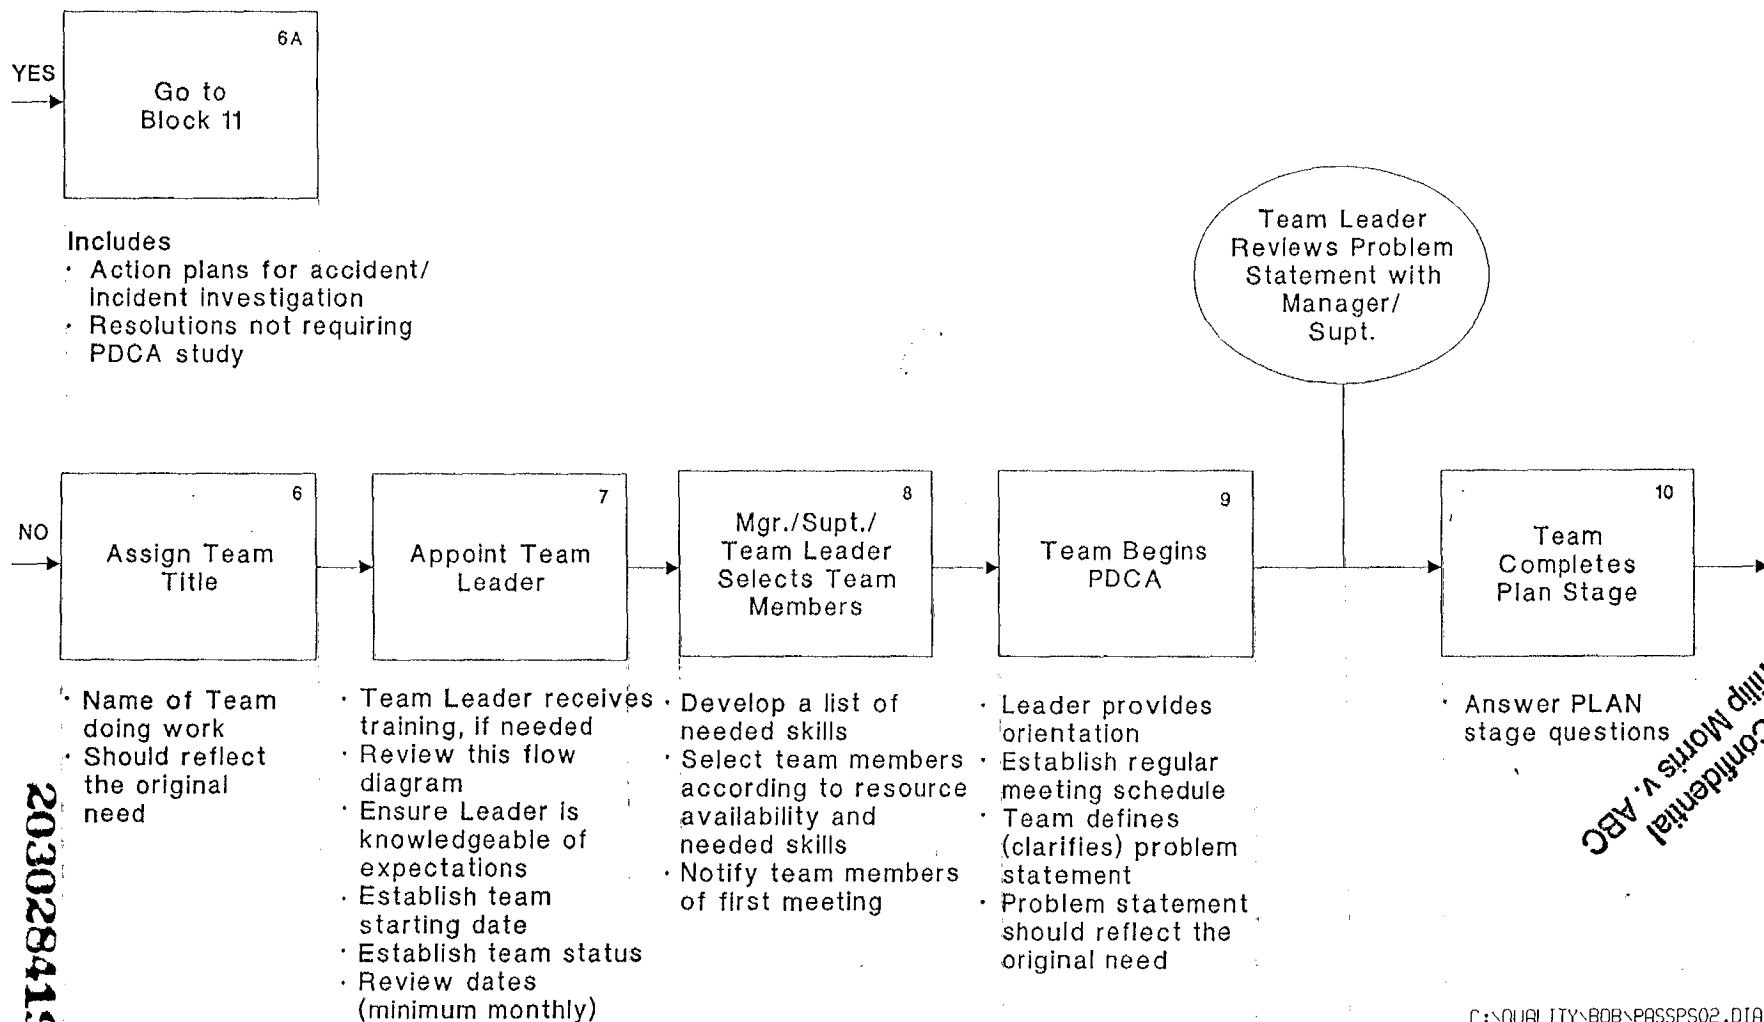 6A
YES
Go to
Block 11
Includes
· Action plans for accident/
incident investigation
· Resolutions not requiring
PDCA study
Team Leader
Reviews Problem
Statement with
Manager/
Supt.
NO
6
Assign Team
Title
7
Appoint Team
Leader
8
Mgr./Supt./
Team Leader
Selects Team
Members
9
Team Begins
PDCA
10
Team
Completes
Plan Stage
· Name of Team
doing work
· Should reflect
the original
need
· Team Leader receives
training, if needed
· Review this flow
diagram
· Ensure Leader is
knowledgeable of
expectations
· Establish team
starting date
· Establish team status
· Review dates
(minimum monthly)
· Develop a list of
needed skills
· Select team members
according to resource
availability and
needed skills
· Notify team members
of first meeting
· Leader provides
orientation
· Establish regular
meeting schedule
· Team defines
(clarifies) problem
statement
· Problem statement
should reflect the
original need
· Answer PLAN
stage questions
Confidential
Morris v. ABC
20302841
C:\QUALITY\BOB\PASSPS02.DIA